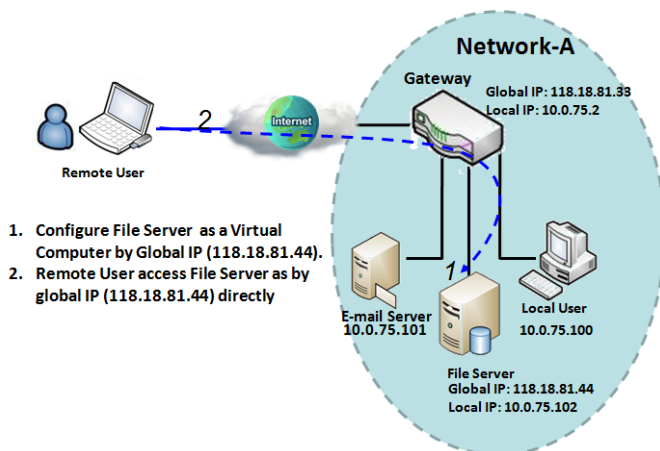 Network-A
Gateway
Global IP: 118.18.81.33
Local IP: 10.0.75.2
2
Internet
Remote User
1. Configure File Server as a Virtual
Computer by Global IP (118.18.81.44).
2. Remote User access File Server as by
global IP (118.18.81.44) directly
1
E-mail Server
10.0.75.101
Local User
10.0.75.100
File Server
Global IP: 118.18.81.44
Local IP: 10.0.75.102